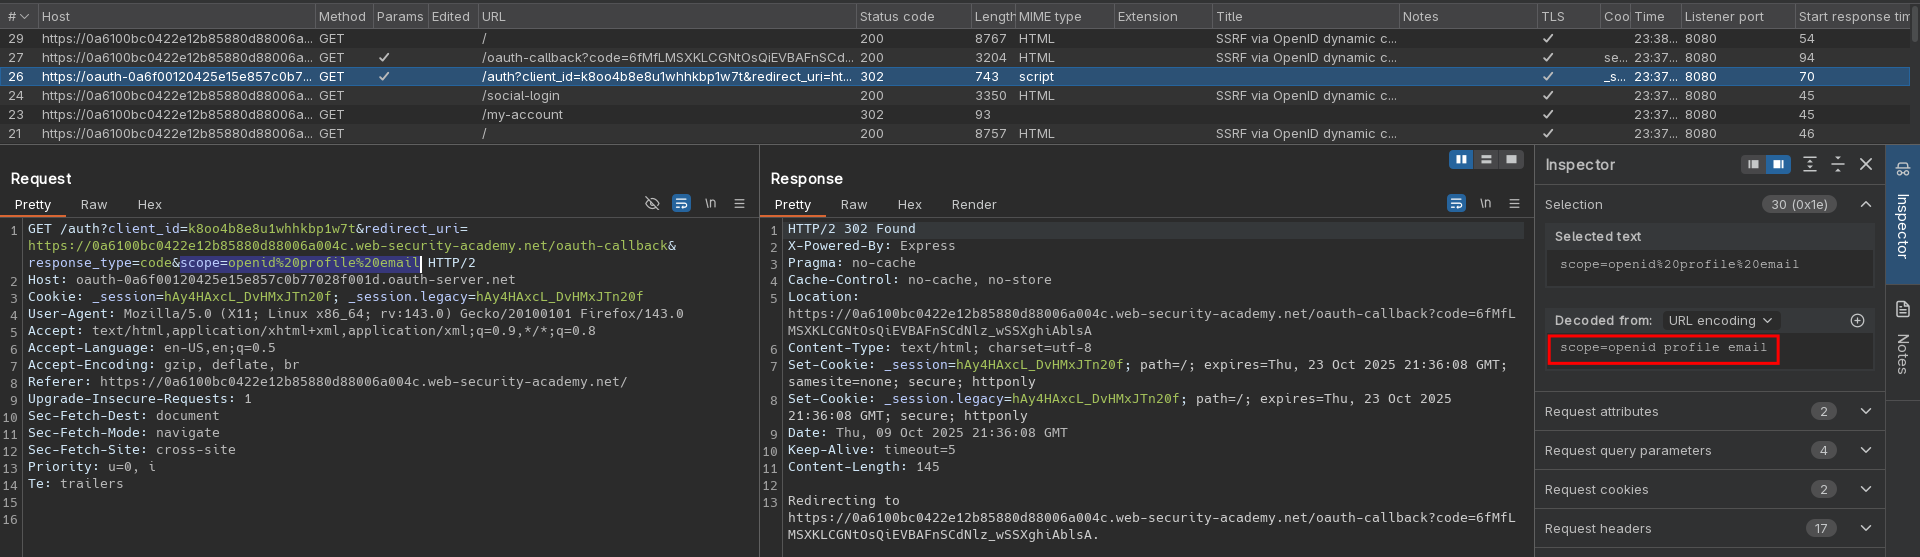 # Host Method Params Edited URL Status code Length MIME type Extension Title Notes TLS Coo Time Listener port Start response tim
29 https://0a6100bc0422e12b85880d88006a... GET / 200 8767 HTML SSRF via OpenID dynamic c... ✓ 23:38... 8080 54
27 https://0a6100bc0422e12b85880d88006a... GET ✓ /oauth-callback?code=6fMfLMSXKLCGNtOsQiEVBAFnSCd... 200 3204 HTML SSRF via OpenID dynamic c... ✓ se... 23:37... 8080 94
26 https://oauth-0a6f00120425e15e857c0b7... GET ✓ /auth?client_id=k8oo4b8e8u1whhkbp1w7t&redirect_uri=ht... 302 743 script ✓ _s... 23:37... 8080 70
24 https://0a6100bc0422e12b85880d88006a... GET /social-login 200 3350 HTML SSRF via OpenID dynamic c... ✓ 23:37... 8080 45
23 https://0a6100bc0422e12b85880d88006a... GET /my-account 302 93 ✓ 23:37... 8080 45
21 https://0a6100bc0422e12b85880d88006a... GET / 200 8757 HTML SSRF via OpenID dynamic c... ✓ 23:37... 8080 46
Request
Pretty Raw Hex \n
1 GET /auth?client_id=k8oo4b8e8u1whhkbp1w7t&redirect_uri=
https://0a6100bc0422e12b85880d88006a004c.web-security-academy.net/oauth-callback&
response_type=code&scope=openid%20profile%20email HTTP/2
2 Host: oauth-0a6f00120425e15e857c0b77028f001d.oauth-server.net
3 Cookie: _session=hAy4HAxcL_DvHMxJTn20f; _session.legacy=hAy4HAxcL_DvHMxJTn20f
4 User-Agent: Mozilla/5.0 (X11; Linux x86_64; rv:143.0) Gecko/20100101 Firefox/143.0
5 Accept: text/html,application/xhtml+xml,application/xml;q=0.9,*/*;q=0.8
6 Accept-Language: en-US,en;q=0.5
7 Accept-Encoding: gzip, deflate, br
8 Referer: https://0a6100bc0422e12b85880d88006a004c.web-security-academy.net/
9 Upgrade-Insecure-Requests: 1
10 Sec-Fetch-Dest: document
11 Sec-Fetch-Mode: navigate
12 Sec-Fetch-Site: cross-site
13 Priority: u=0, i
14 Te: trailers
15
16
Response
Pretty Raw Hex Render \n
1 HTTP/2 302 Found
2 X-Powered-By: Express
3 Pragma: no-cache
4 Cache-Control: no-cache, no-store
5 Location:
https://0a6100bc0422e12b85880d88006a004c.web-security-academy.net/oauth-callback?code=6fMfL
MSXKLCGNtOsQiEVBAFnSCdNlz_wSSXghiAblsA
6 Content-Type: text/html; charset=utf-8
7 Set-Cookie: _session=hAy4HAxcL_DvHMxJTn20f; path=/; expires=Thu, 23 Oct 2025 21:36:08 GMT;
samesite=none; secure; httponly
8 Set-Cookie: _session.legacy=hAy4HAxcL_DvHMxJTn20f; path=/; expires=Thu, 23 Oct 2025
21:36:08 GMT; secure; httponly
9 Date: Thu, 09 Oct 2025 21:36:08 GMT
10 Keep-Alive: timeout=5
11 Content-Length: 145
12
13 Redirecting to
https://0a6100bc0422e12b85880d88006a004c.web-security-academy.net/oauth-callback?code=6fMfL
MSXKLCGNtOsQiEVBAFnSCdNlz_wSSXghiAblsA.
Inspector
Selection 30 (0x1e)
Selected text
scope=openid%20profile%20email
Decoded from: URL encoding
scope=openid profile email
Request attributes 2
Request query parameters 4
Request cookies 2
Request headers 17
Inspector
Notes